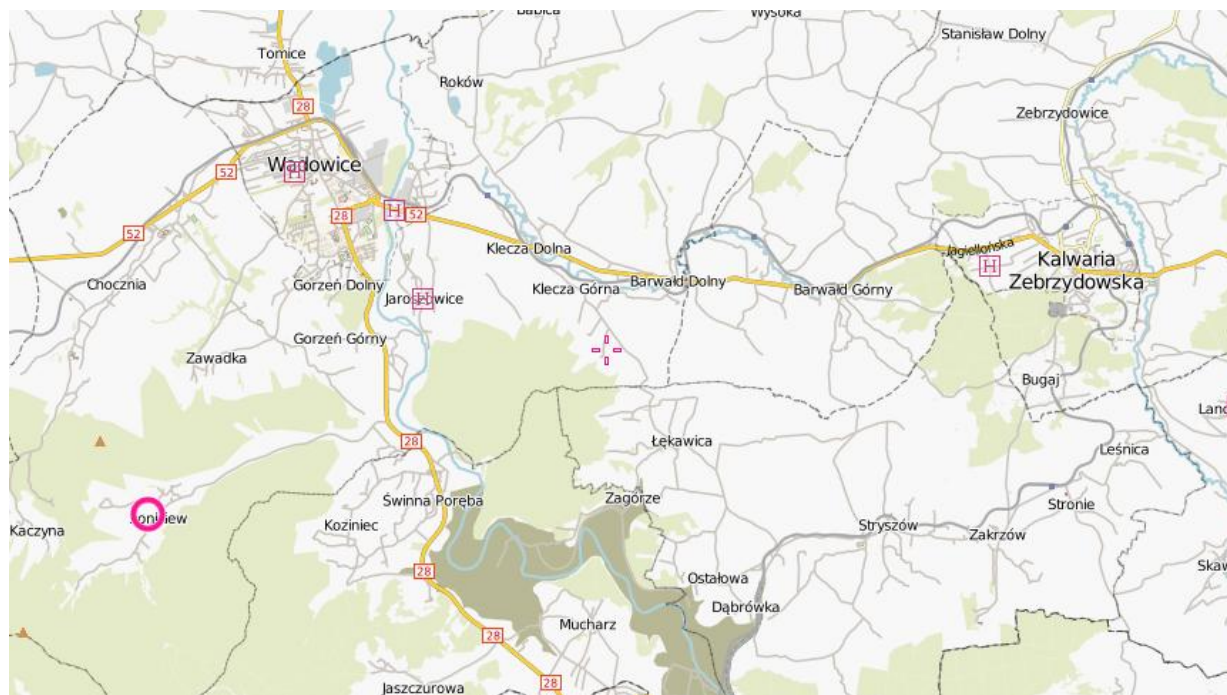 Babica
Wysoka
Stanisław Dolny
Tomice
Roków
28
Zebrzydowice
Wadowice
H
52
28
H
52
52
Jagiellońska
Klecza Dolna
Kalwaria
Zebrzydowska
H
Chocznia
Gorzeń Dolny
Jaroszowice
H
Klecza Górna
Barwałd Dolny
Barwałd Górny
Gorzeń Górny
Zawadka
Bugaj
28
Łękawica
Leśnica
Świnna Poręba
Zagórze
Kaczyna
Koziniec
Stryszów
Stronie
Zakrzów
28
Ostałowa
Dąbrówka
Mucharz
28
Jaszczurowa
28